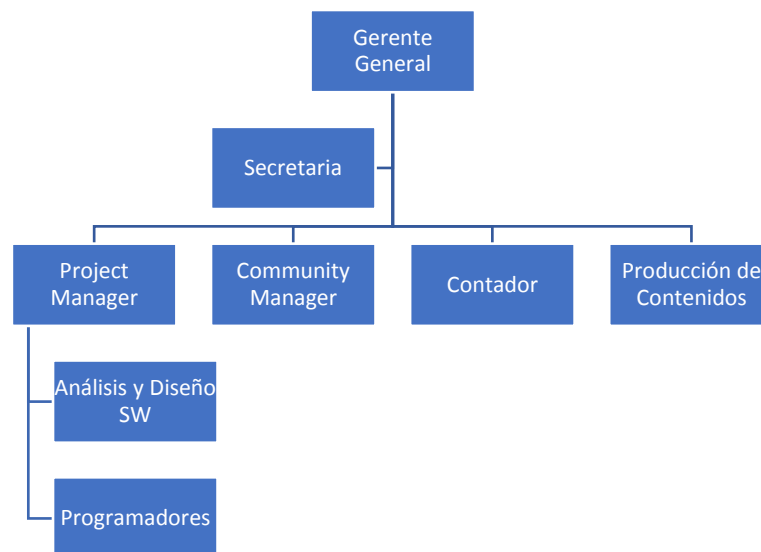 Gerente
General
Secretaria
Project
Manager
Community
Manager
Contador
Producción de
Contenidos
Análisis y Diseño
SW
Programadores